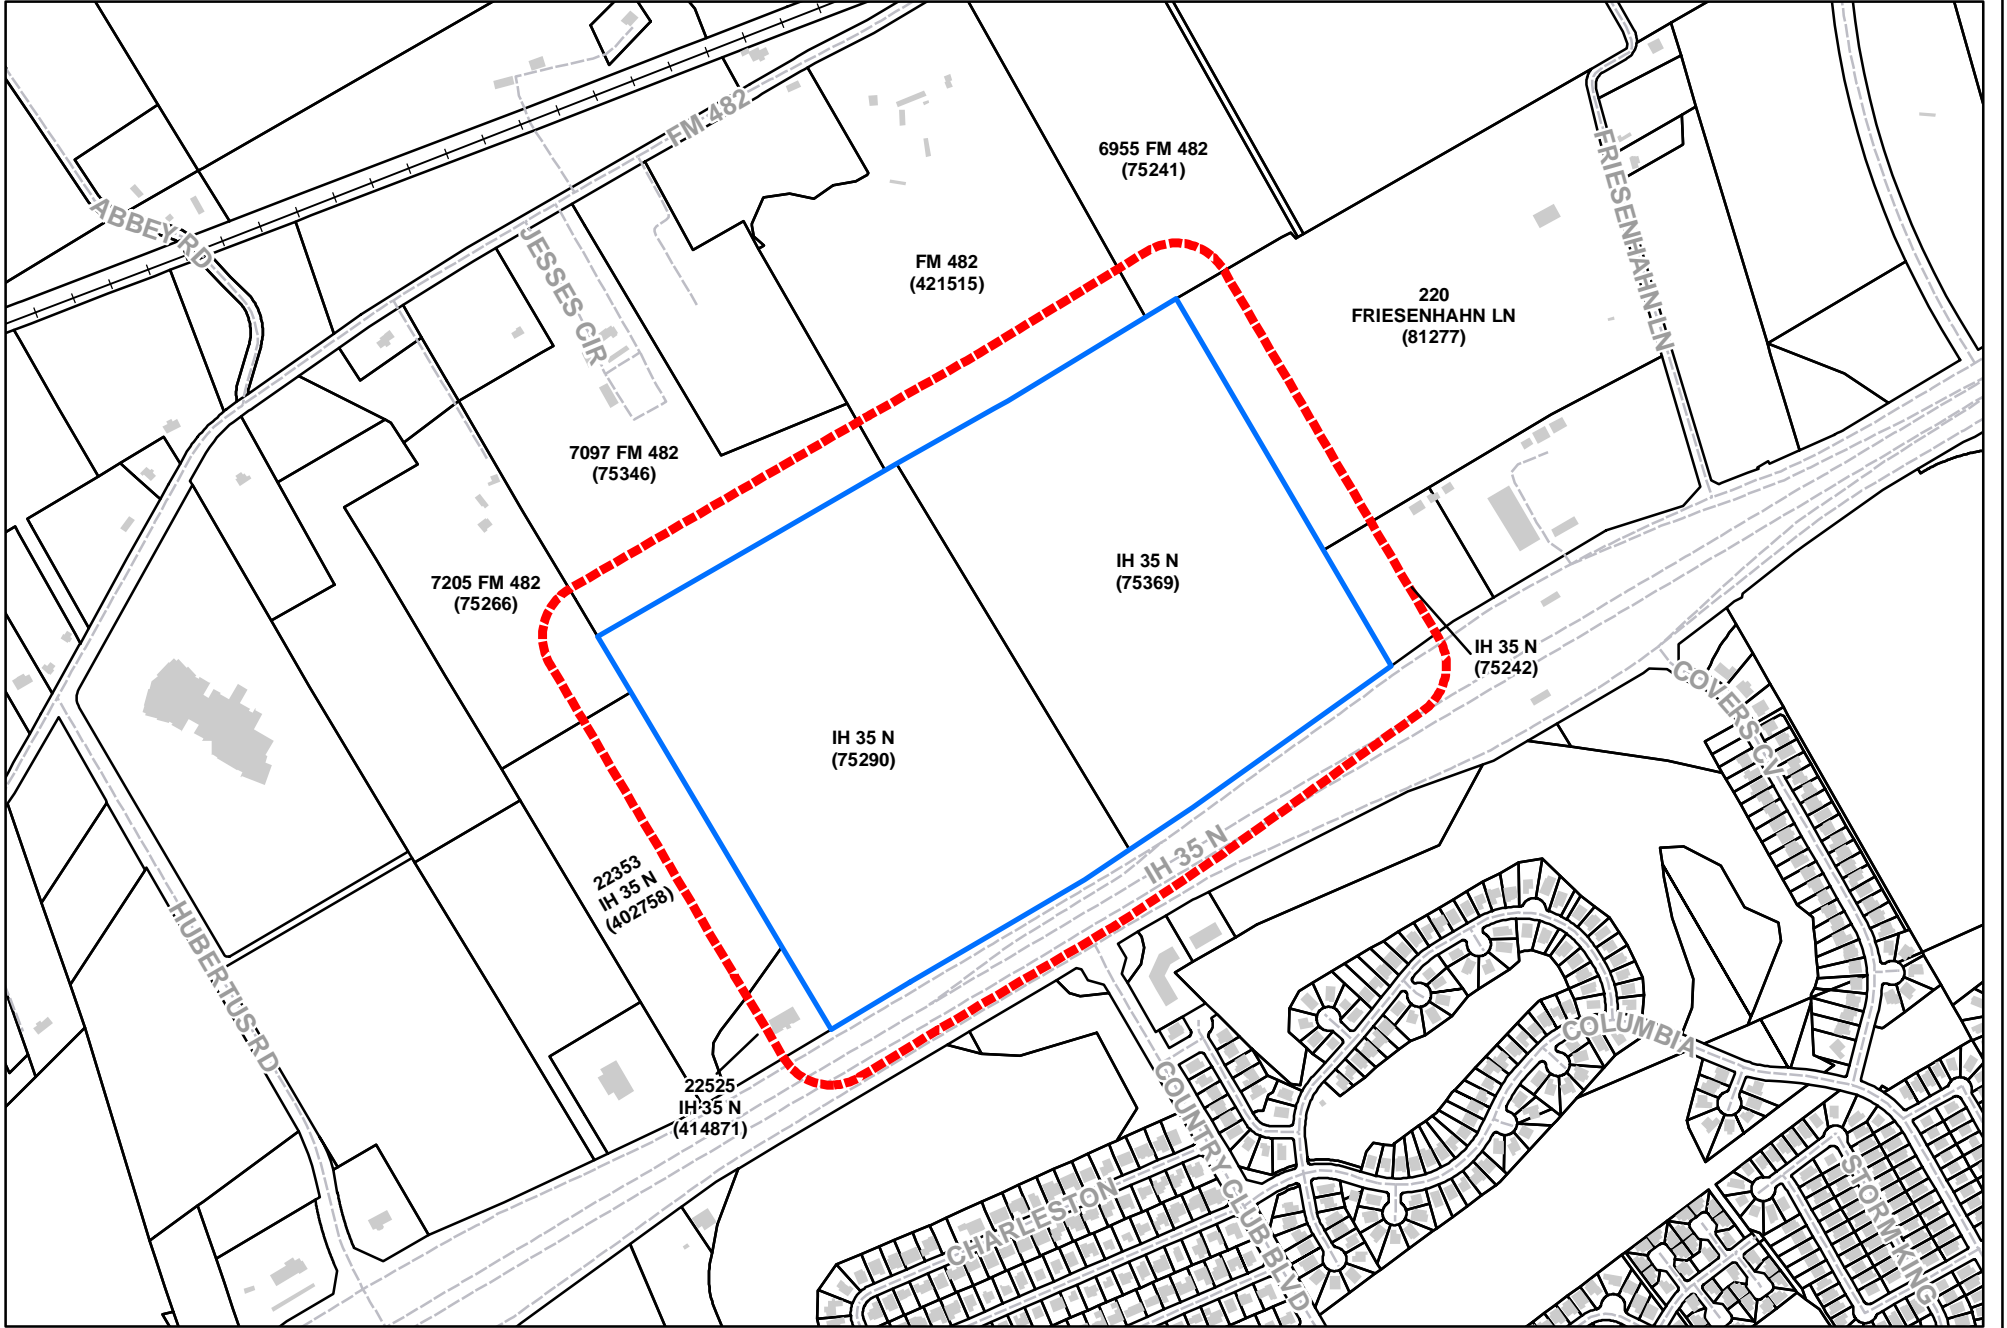 FM 482
6955 FM 482
(75241)
ABBEY RD
FRIESENHAHN LN
JESSES CIR
FM 482
(421515)
220
FRIESENHAHN LN
(81277)
7097 FM 482
(75346)
IH 35 N
(75369)
7205 FM 482
(75266)
IH 35 N
(75242)
COVERS CV
IH 35 N
(75290)
IH 35 N
22353
IH 35 N
(402758)
HUBERTUS RD
COLUMBIA
22525
IH 35 N
(414871)
COUNTRY CLUB BLVD
CHARLESTON
STORM KING